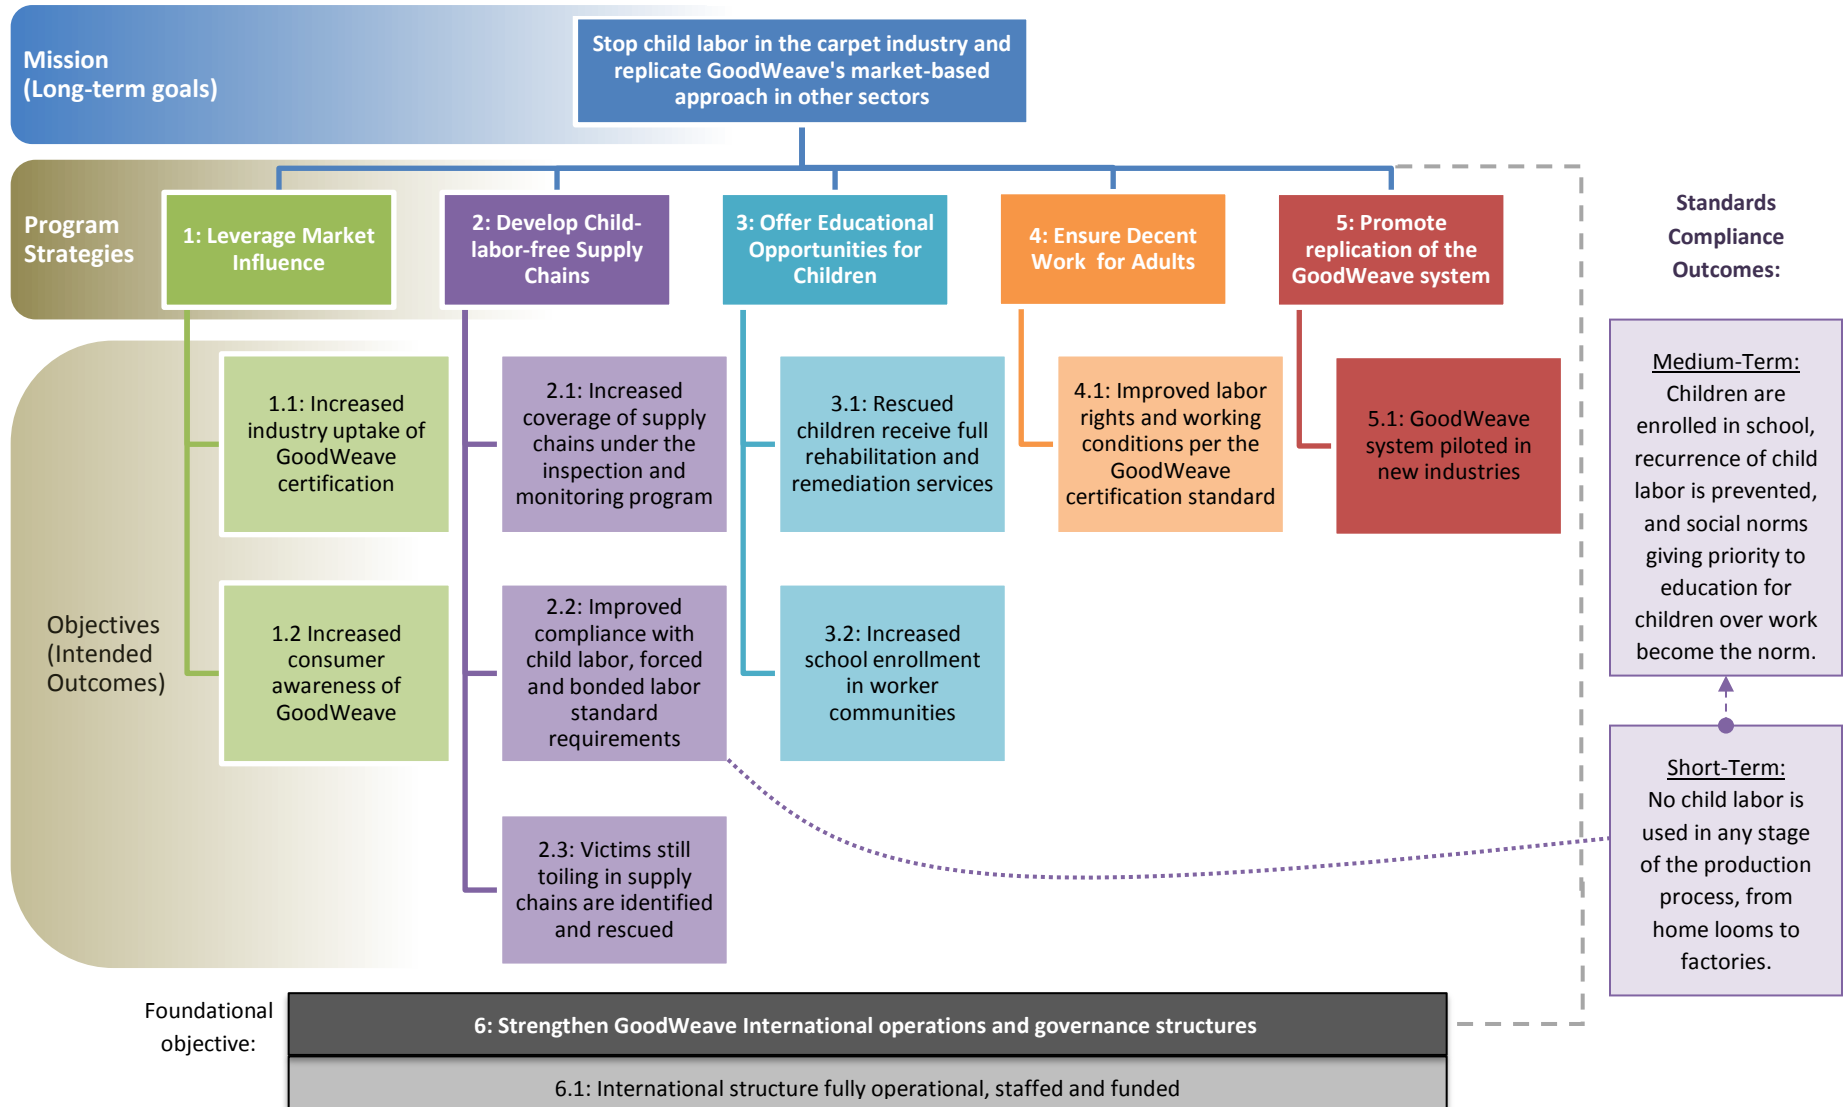 Mission
(Long-term goals)
Stop child labor in the carpet industry and
replicate GoodWeave's market-based
approach in other sectors
Program
Strategies
1: Leverage Market
Influence
2: Develop Child-
labor-free Supply
Chains
3: Offer Educational
Opportunities for
Children
4: Ensure Decent
Work for Adults
5: Promote
replication of the
GoodWeave system
Standards
Compliance
Outcomes:
Objectives
(Intended
Outcomes)
1.1: Increased
industry uptake of
GoodWeave
certification
1.2 Increased
consumer
awareness of
GoodWeave
2.1: Increased
coverage of supply
chains under the
inspection and
monitoring program
2.2: Improved
compliance with
child labor, forced
and bonded labor
standard
requirements
2.3: Victims still
toiling in supply
chains are identified
and rescued
3.1: Rescued
children receive full
rehabilitation and
remediation services
3.2: Increased
school enrollment
in worker
communities
4.1: Improved labor
rights and working
conditions per the
GoodWeave
certification standard
5.1: GoodWeave
system piloted in
new industries
Medium-Term:
Children are
enrolled in school,
recurrence of child
labor is prevented,
and social norms
giving priority to
education for
children over work
become the norm.
Short-Term:
No child labor is
used in any stage
of the production
process, from
home looms to
factories.
Foundational
objective:
6: Strengthen GoodWeave International operations and governance structures
6.1: International structure fully operational, staffed and funded